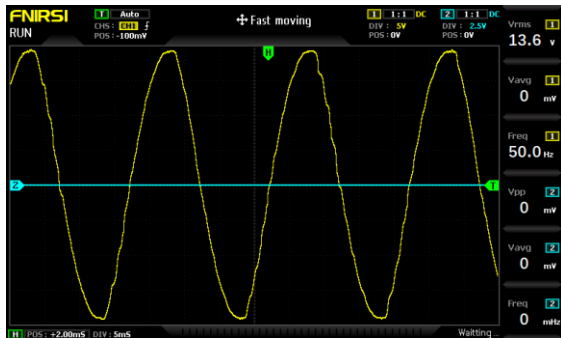 FNIRSI
RUN
T Auto
CHS: CH1
POS:-100mV
Fast moving
1 1:1 DC
DIV : 5V
POS: 0V
2 1:1 DC
DIV : 2.5V
POS: 0V
H
2
T
Vrms 1
13.6 v
Vavg 1
0 mV
Freq 1
50.0 Hz
Vpp 2
0 mV
Vavg 2
0 mV
Freq 2
0 mHz
H POS: +2.00mS DIV: 5mS
Waitting ...